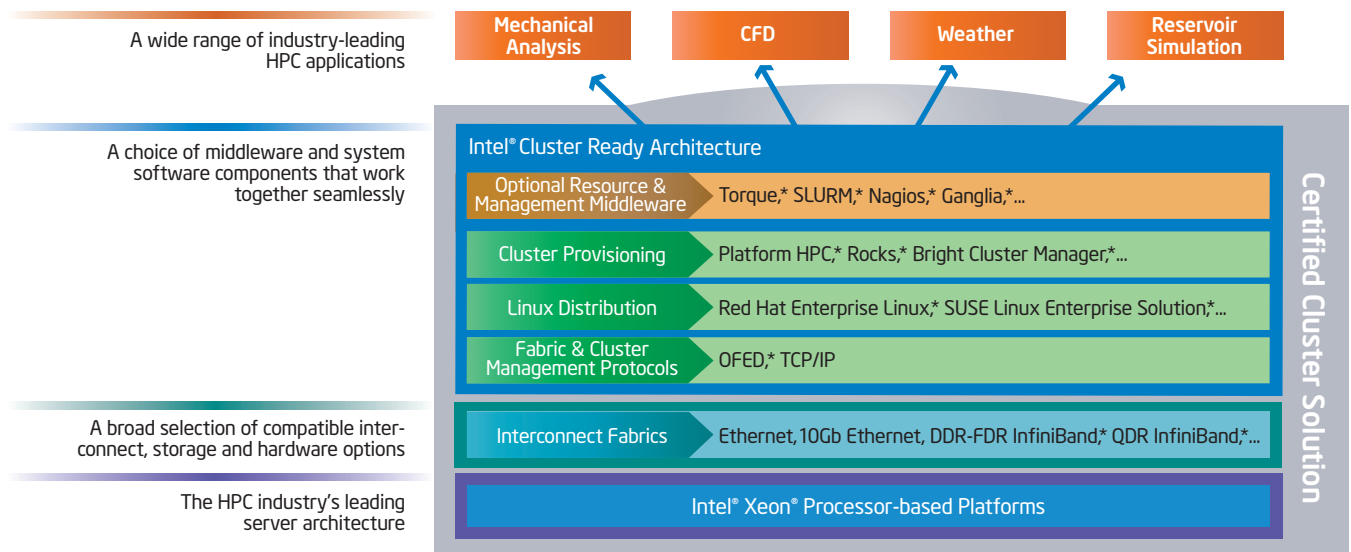 A wide range of industry-leading
HPC applications
Mechanical
Analysis
CFD
Weather
Reservoir
Simulation
A choice of middleware and system
software components that work
together seamlessly
Intel® Cluster Ready Architecture
Optional Resource &
Management Middleware
Torque,* SLURM,* Nagios,* Ganglia,*...
Cluster Provisioning
Platform HPC,* Rocks,* Bright Cluster Manager,*...
Linux Distribution
Red Hat Enterprise Linux,* SUSE Linux Enterprise Solution,*...
Fabric & Cluster
Management Protocols
OFED,* TCP/IP
A broad selection of compatible inter-
connect, storage and hardware options
Interconnect Fabrics
Ethernet, 10Gb Ethernet, DDR-FDR InfiniBand,* QDR InfiniBand,*...
The HPC industry's leading
server architecture
Intel® Xeon® Processor-based Platforms
Certified Cluster Solution